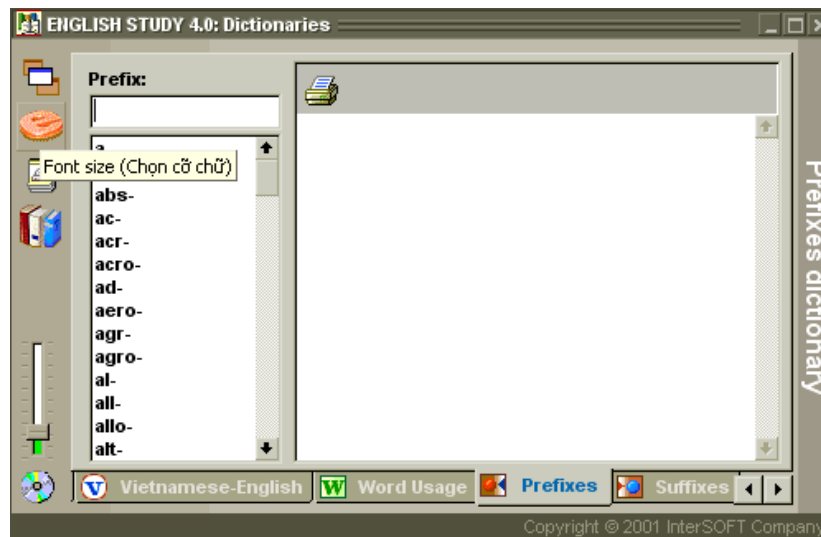 ENGLISH STUDY 4.0: Dictionaries
Prefix:
Font size (Chọn cỡ chữ)
abs-
ac-
acr-
acro-
ad-
aero-
agr-
agro-
al-
all-
allo-
alt-
Prefixes dictionary
Vietnamese-English
Word Usage
Prefixes
Suffixes
Copyright © 2001 InterSOFT Company